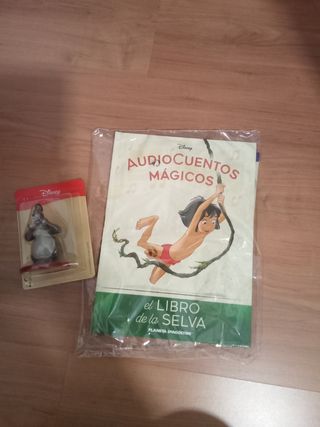 Disney
AUDIOCUENTOS
MÁGICOS
el LIBRO
de la SELVA
PLANETA DEAGOSTINI
Disney